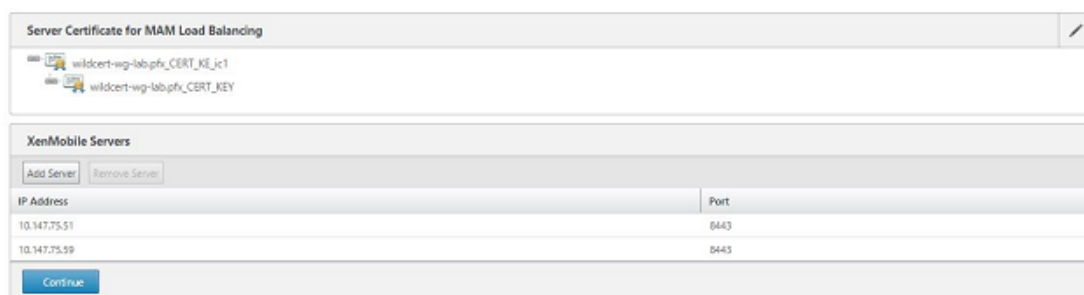 Server Certificate for MAM Load Balancing
wildcert-wg-lab.pfx_CERT_KE_ic1
wildcert-wg-lab.pfx_CERT_KEY
XenMobile Servers
Add Server Remove Server
IP Address Port
10.147.75.51 8443
10.147.75.59 8443
Continue